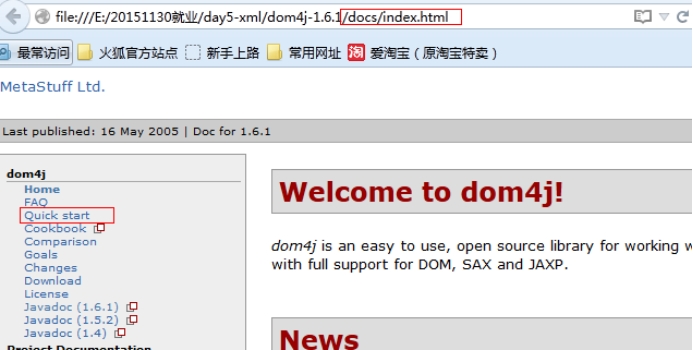 file:///E:/20151130就业/day5-xml/dom4j-1.6.1/docs/index.html
最常访问 火狐官方站点 新手上路 常用网址 淘 爱淘宝（原淘宝特卖）
MetaStuff Ltd.
Last published: 16 May 2005 | Doc for 1.6.1
dom4j
Home
FAQ
Quick start
Cookbook
Comparison
Goals
Changes
Download
License
Javadoc (1.6.1)
Javadoc (1.5.2)
Javadoc (1.4)
Project Documentation
Welcome to dom4j!
dom4j is an easy to use, open source library for working w
with full support for DOM, SAX and JAXP.
News